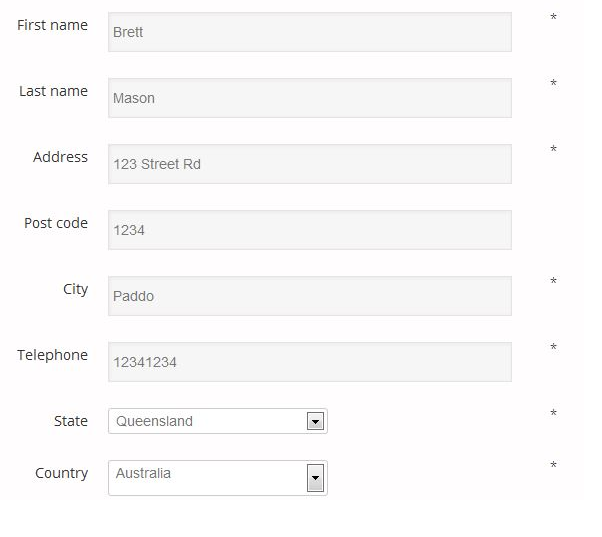 First name Brett *
Last name Mason *
Address 123 Street Rd *
Post code 1234
City Paddo *
Telephone 12341234 *
State Queensland *
Country Australia *